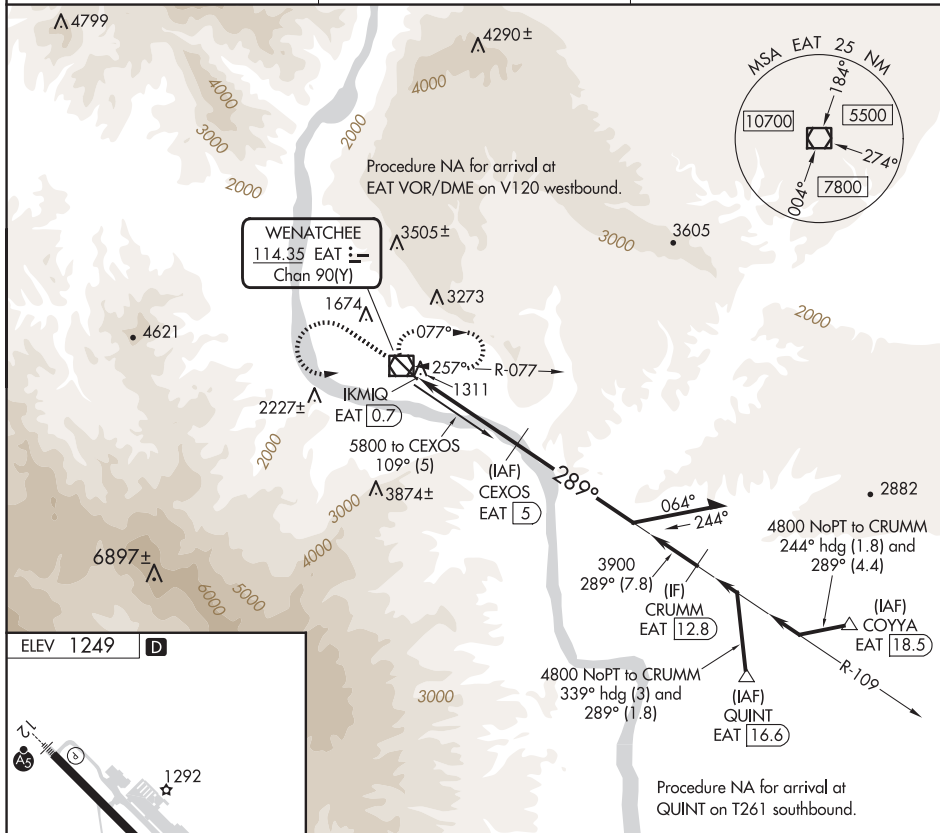 4799
4290±
MSA EAT 25 NM
184°
10700
5500
274°
004°
7800
4000
4000
3000
2000
2000
Procedure NA for arrival at
EAT VOR/DME on V120 westbound.
WENATCHEE
114.35 EAT
Chan 90(Y)
3505±
3000
3605
3273
1674
4621
2000
077°
257°
R-077
1311
IKMIQ
EAT 0.7
2227±
2000
5800 to CEXOS
109° (5)
(IAF)
CEXOS
EAT 5
289°
3874±
3000
4000
2882
064°
244°
4800 NoPT to CRUMM
244° hdg (1.8) and
289° (4.4)
6897±
6000
5000
3900
289° (7.8)
(IF)
CRUMM
EAT 12.8
(IAF)
COYYA
EAT 18.5
R-109
ELEV 1249 D
4800 NoPT to CRUMM
339° hdg (3) and
289° (1.8)
3000
(IAF)
QUINT
EAT 16.6
12
A5
P
1292
Procedure NA for arrival at
QUINT on T261 southbound.